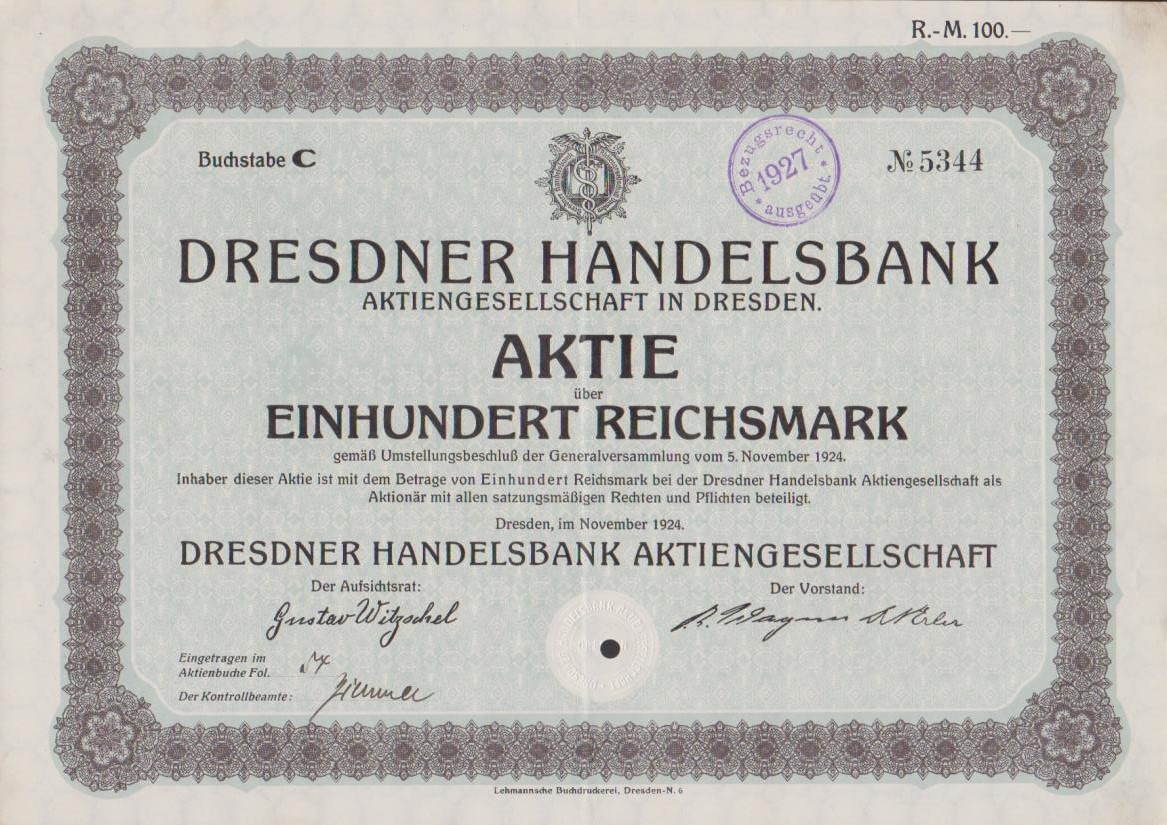 R.-M. 100.—
Buchstabe C
Bezugsrecht
1927
ausgeübt
№ 5344
DRESDNER HANDELSBANK
AKTIENGESELLSCHAFT IN DRESDEN.
AKTIE
über
EINHUNDERT REICHSMARK
gemäß Umstellungsbeschluß der Generalversammlung vom 5. November 1924.
Inhaber dieser Aktie ist mit dem Betrage von Einhundert Reichsmark bei der Dresdner Handelsbank Aktiengesellschaft als
Aktionär mit allen satzungsmäßigen Rechten und Pflichten beteiligt.
Dresden, im November 1924.
DRESDNER HANDELSBANK AKTIENGESELLSCHAFT
Der Aufsichtsrat:
Der Vorstand:
Gustav Witzschel
Eingetragen im
Aktienbuche Fol. 54
Der Kontrollbeamte:
Lehmannsche Buchdruckerei, Dresden-N. 6